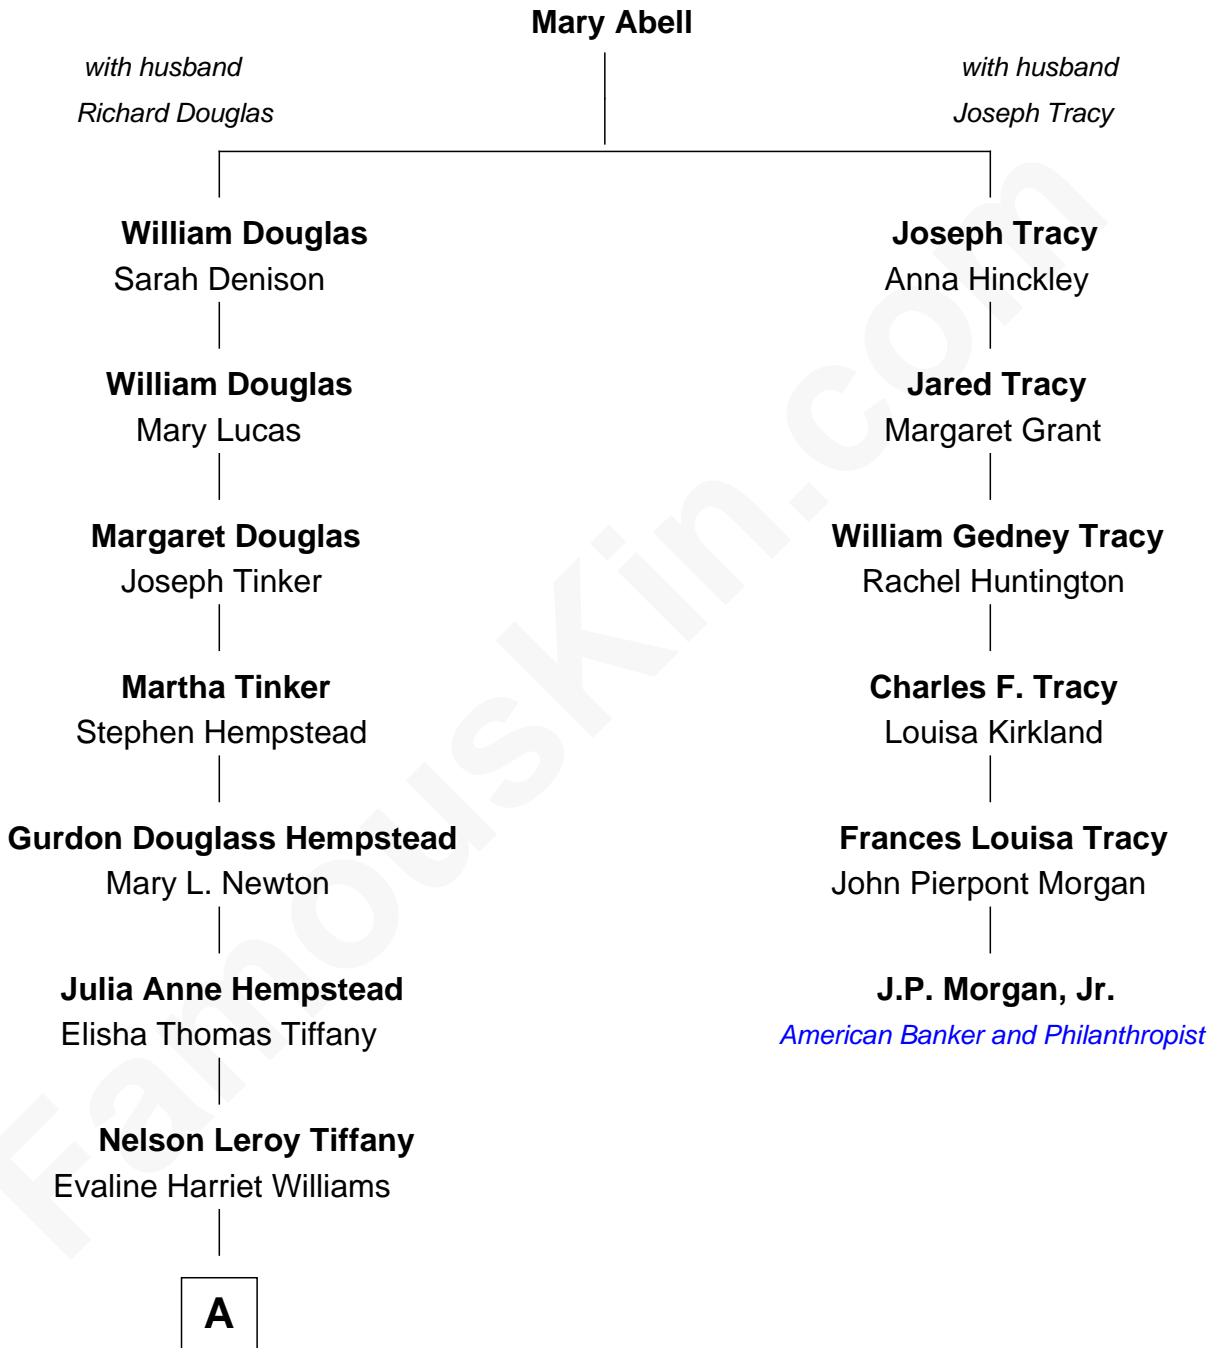 Mary Abell
with husband
Richard Douglas
with husband
Joseph Tracy
William Douglas
Sarah Denison
William Douglas
Mary Lucas
Margaret Douglas
Joseph Tinker
Martha Tinker
Stephen Hempstead
Gurdon Douglass Hempstead
Mary L. Newton
Julia Anne Hempstead
Elisha Thomas Tiffany
Nelson Leroy Tiffany
Evaline Harriet Williams
A
Joseph Tracy
Anna Hinckley
Jared Tracy
Margaret Grant
William Gedney Tracy
Rachel Huntington
Charles F. Tracy
Louisa Kirkland
Frances Louisa Tracy
John Pierpont Morgan
J.P. Morgan, Jr.
American Banker and Philanthropist
FamousKin.com